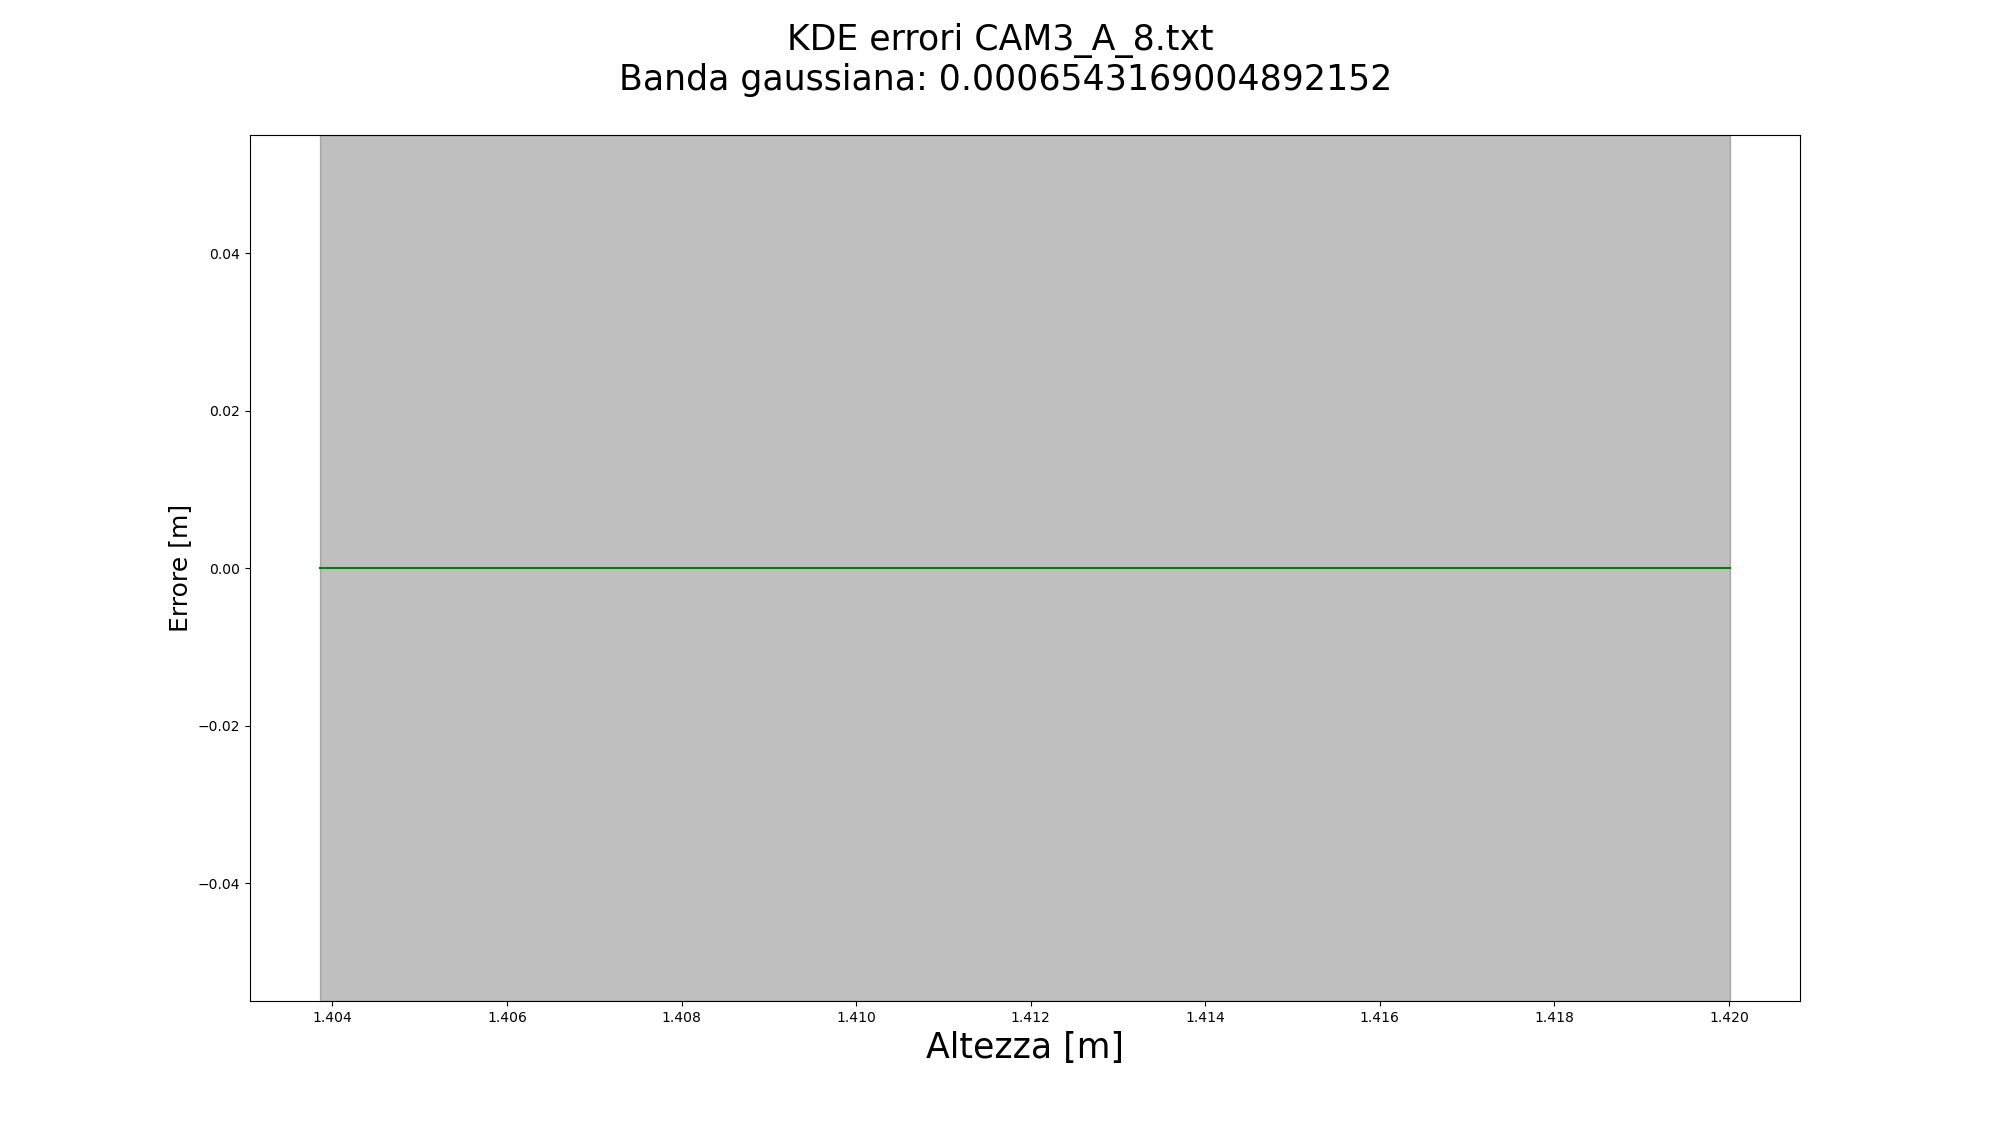 KDE errori CAM3_A_8.txt
Banda gaussiana: 0.0006543169004892152
0.04
0.02
0.00
−0.02
−0.04
Errore [m]
1.404 1.406 1.408 1.410 1.412 1.414 1.416 1.418 1.420
Altezza [m]